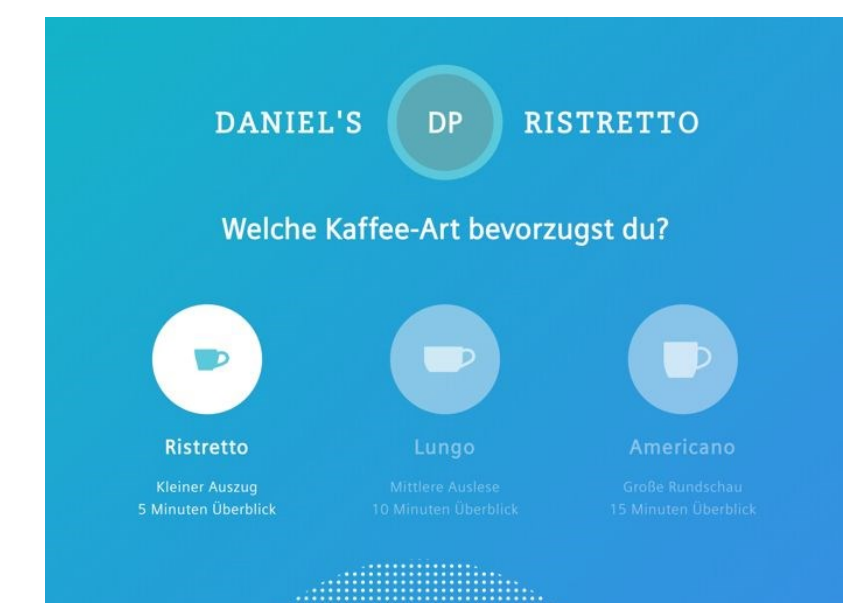 DANIEL'S DP RISTRETTO
Welche Kaffee-Art bevorzugst du?
Ristretto
Kleiner Auszug
5 Minuten Überblick
Lungo
Mittlere Auslese
10 Minuten Überblick
Americano
Große Rundschau
15 Minuten Überblick